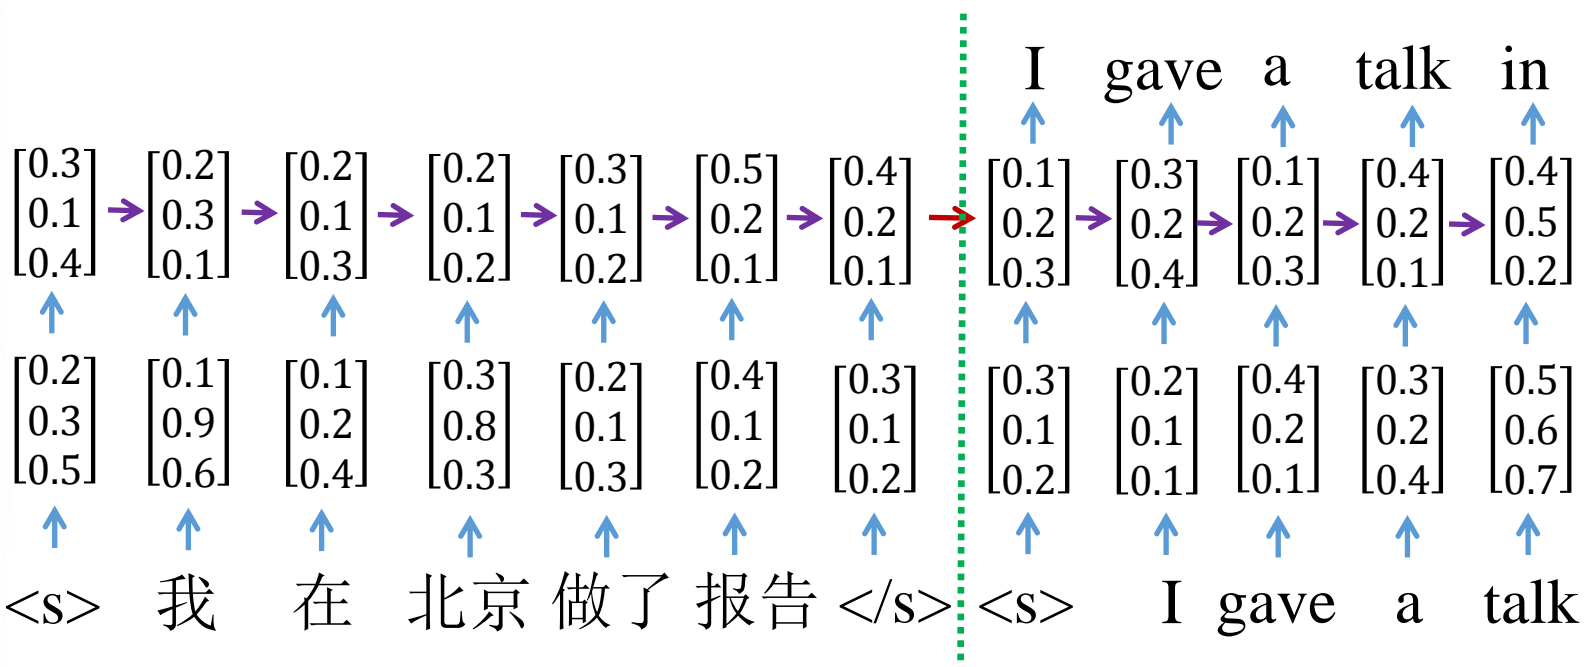 I gave a talk in
[0.3 0.1 0.4] [0.2 0.3 0.1] [0.2 0.1 0.3] [0.2 0.1 0.2] [0.3 0.1 0.2] [0.5 0.2 0.1] [0.4 0.2 0.1] [0.1 0.2 0.3] [0.3 0.2 0.4] [0.1 0.2 0.3] [0.4 0.2 0.1] [0.4 0.5 0.2]
[0.2 0.3 0.5] [0.1 0.9 0.6] [0.1 0.2 0.4] [0.3 0.8 0.3] [0.2 0.1 0.3] [0.4 0.1 0.2] [0.3 0.1 0.2] [0.3 0.1 0.2] [0.2 0.1 0.1] [0.4 0.2 0.1] [0.3 0.2 0.4] [0.5 0.6 0.7]
<s> 我 在 北京 做了 报告 </s> <s> I gave a talk